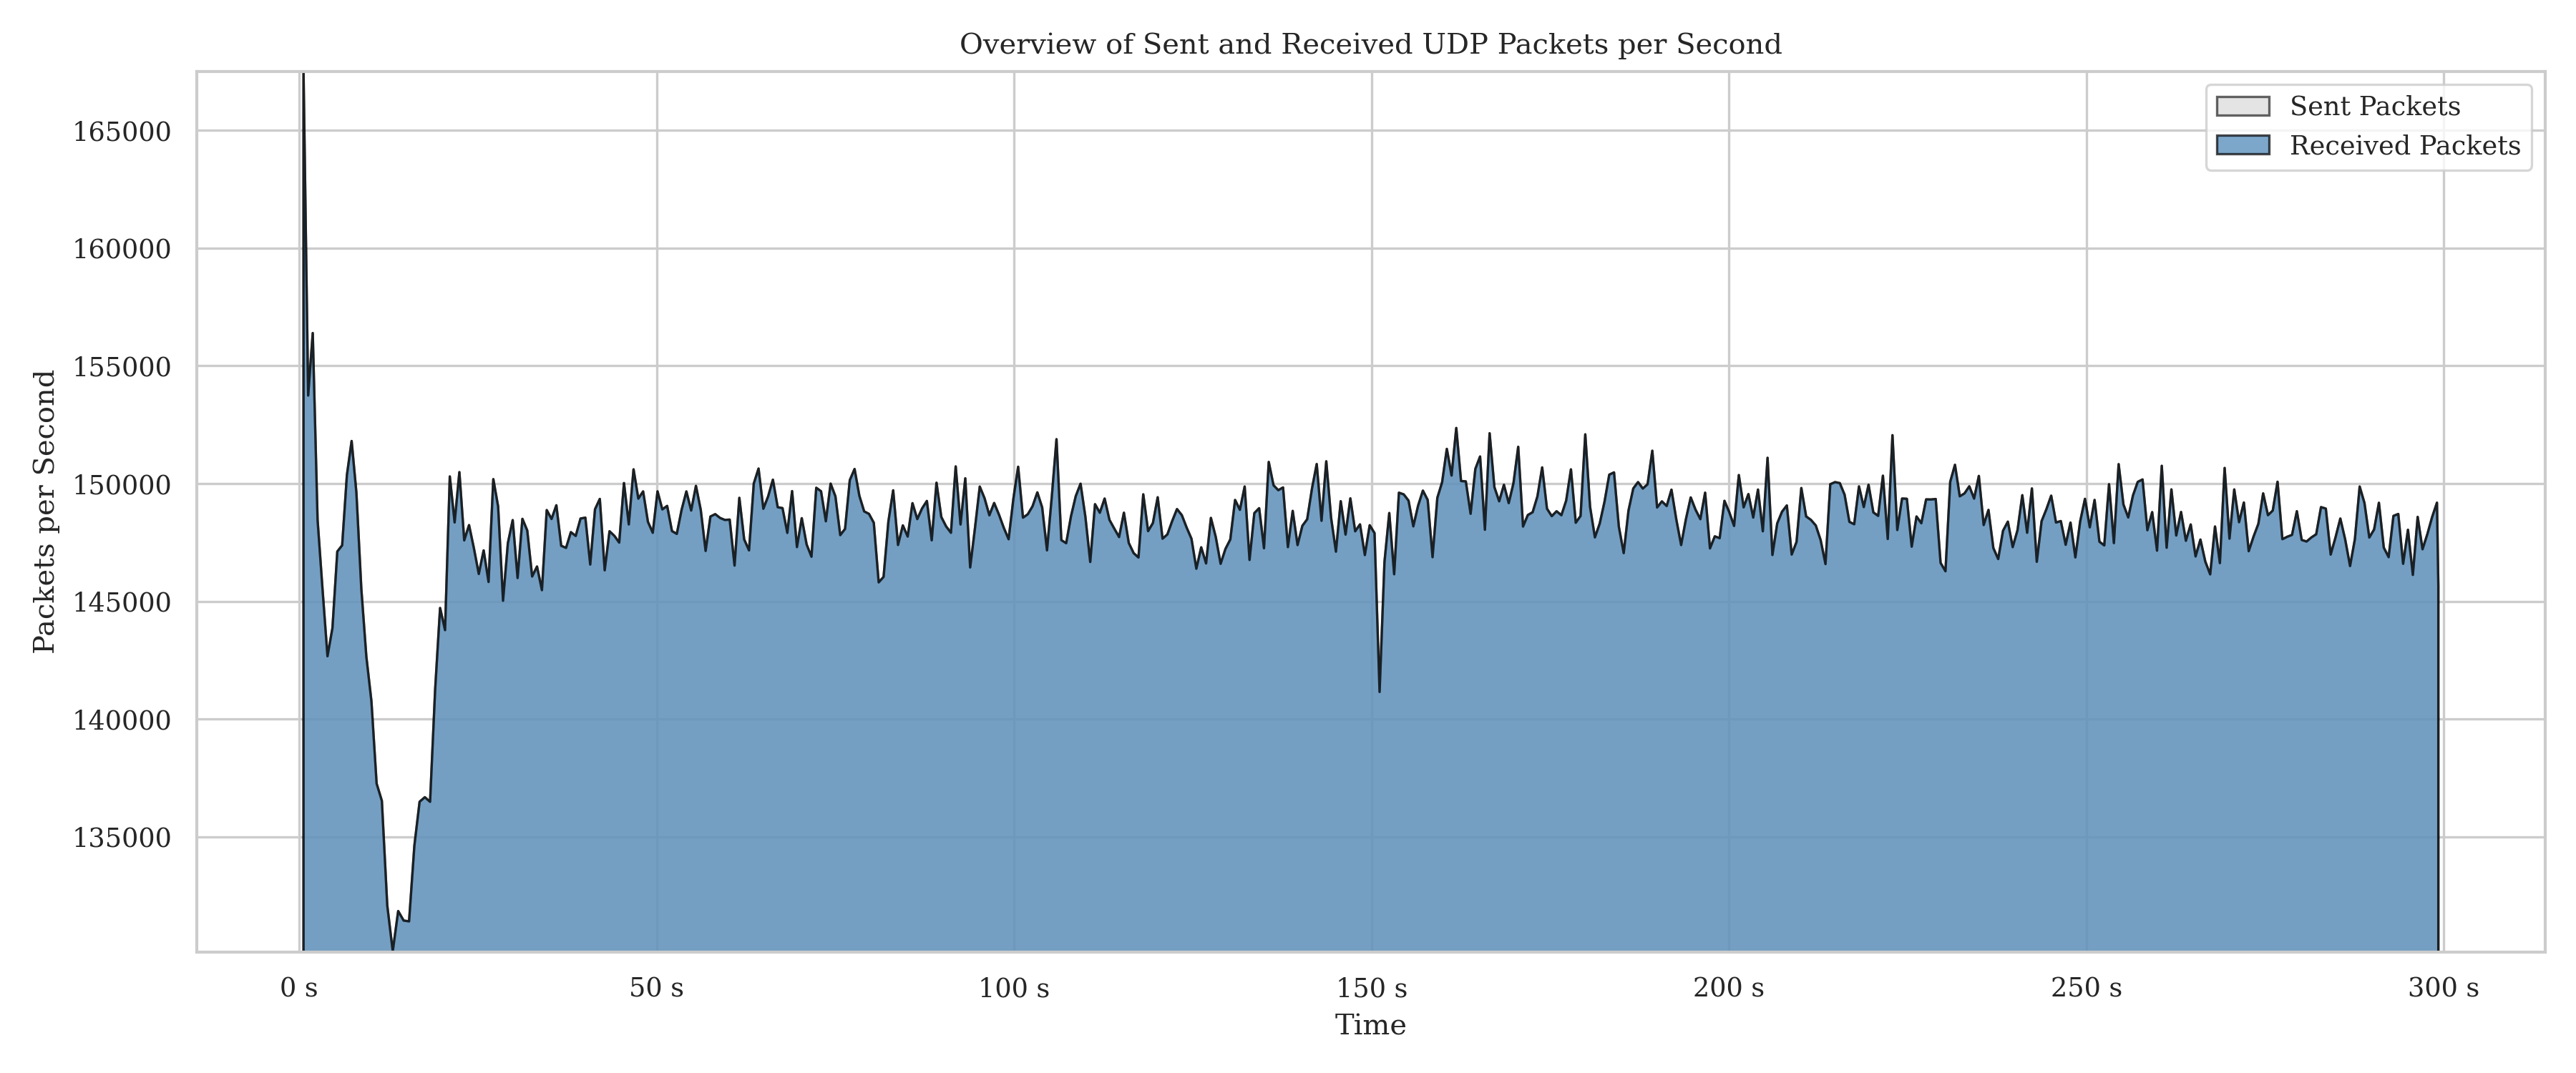 Overview of Sent and Received UDP Packets per Second
Sent Packets
Received Packets
Packets per Second
165000
160000
155000
150000
145000
140000
135000
0 s
50 s
100 s
150 s
200 s
250 s
300 s
Time